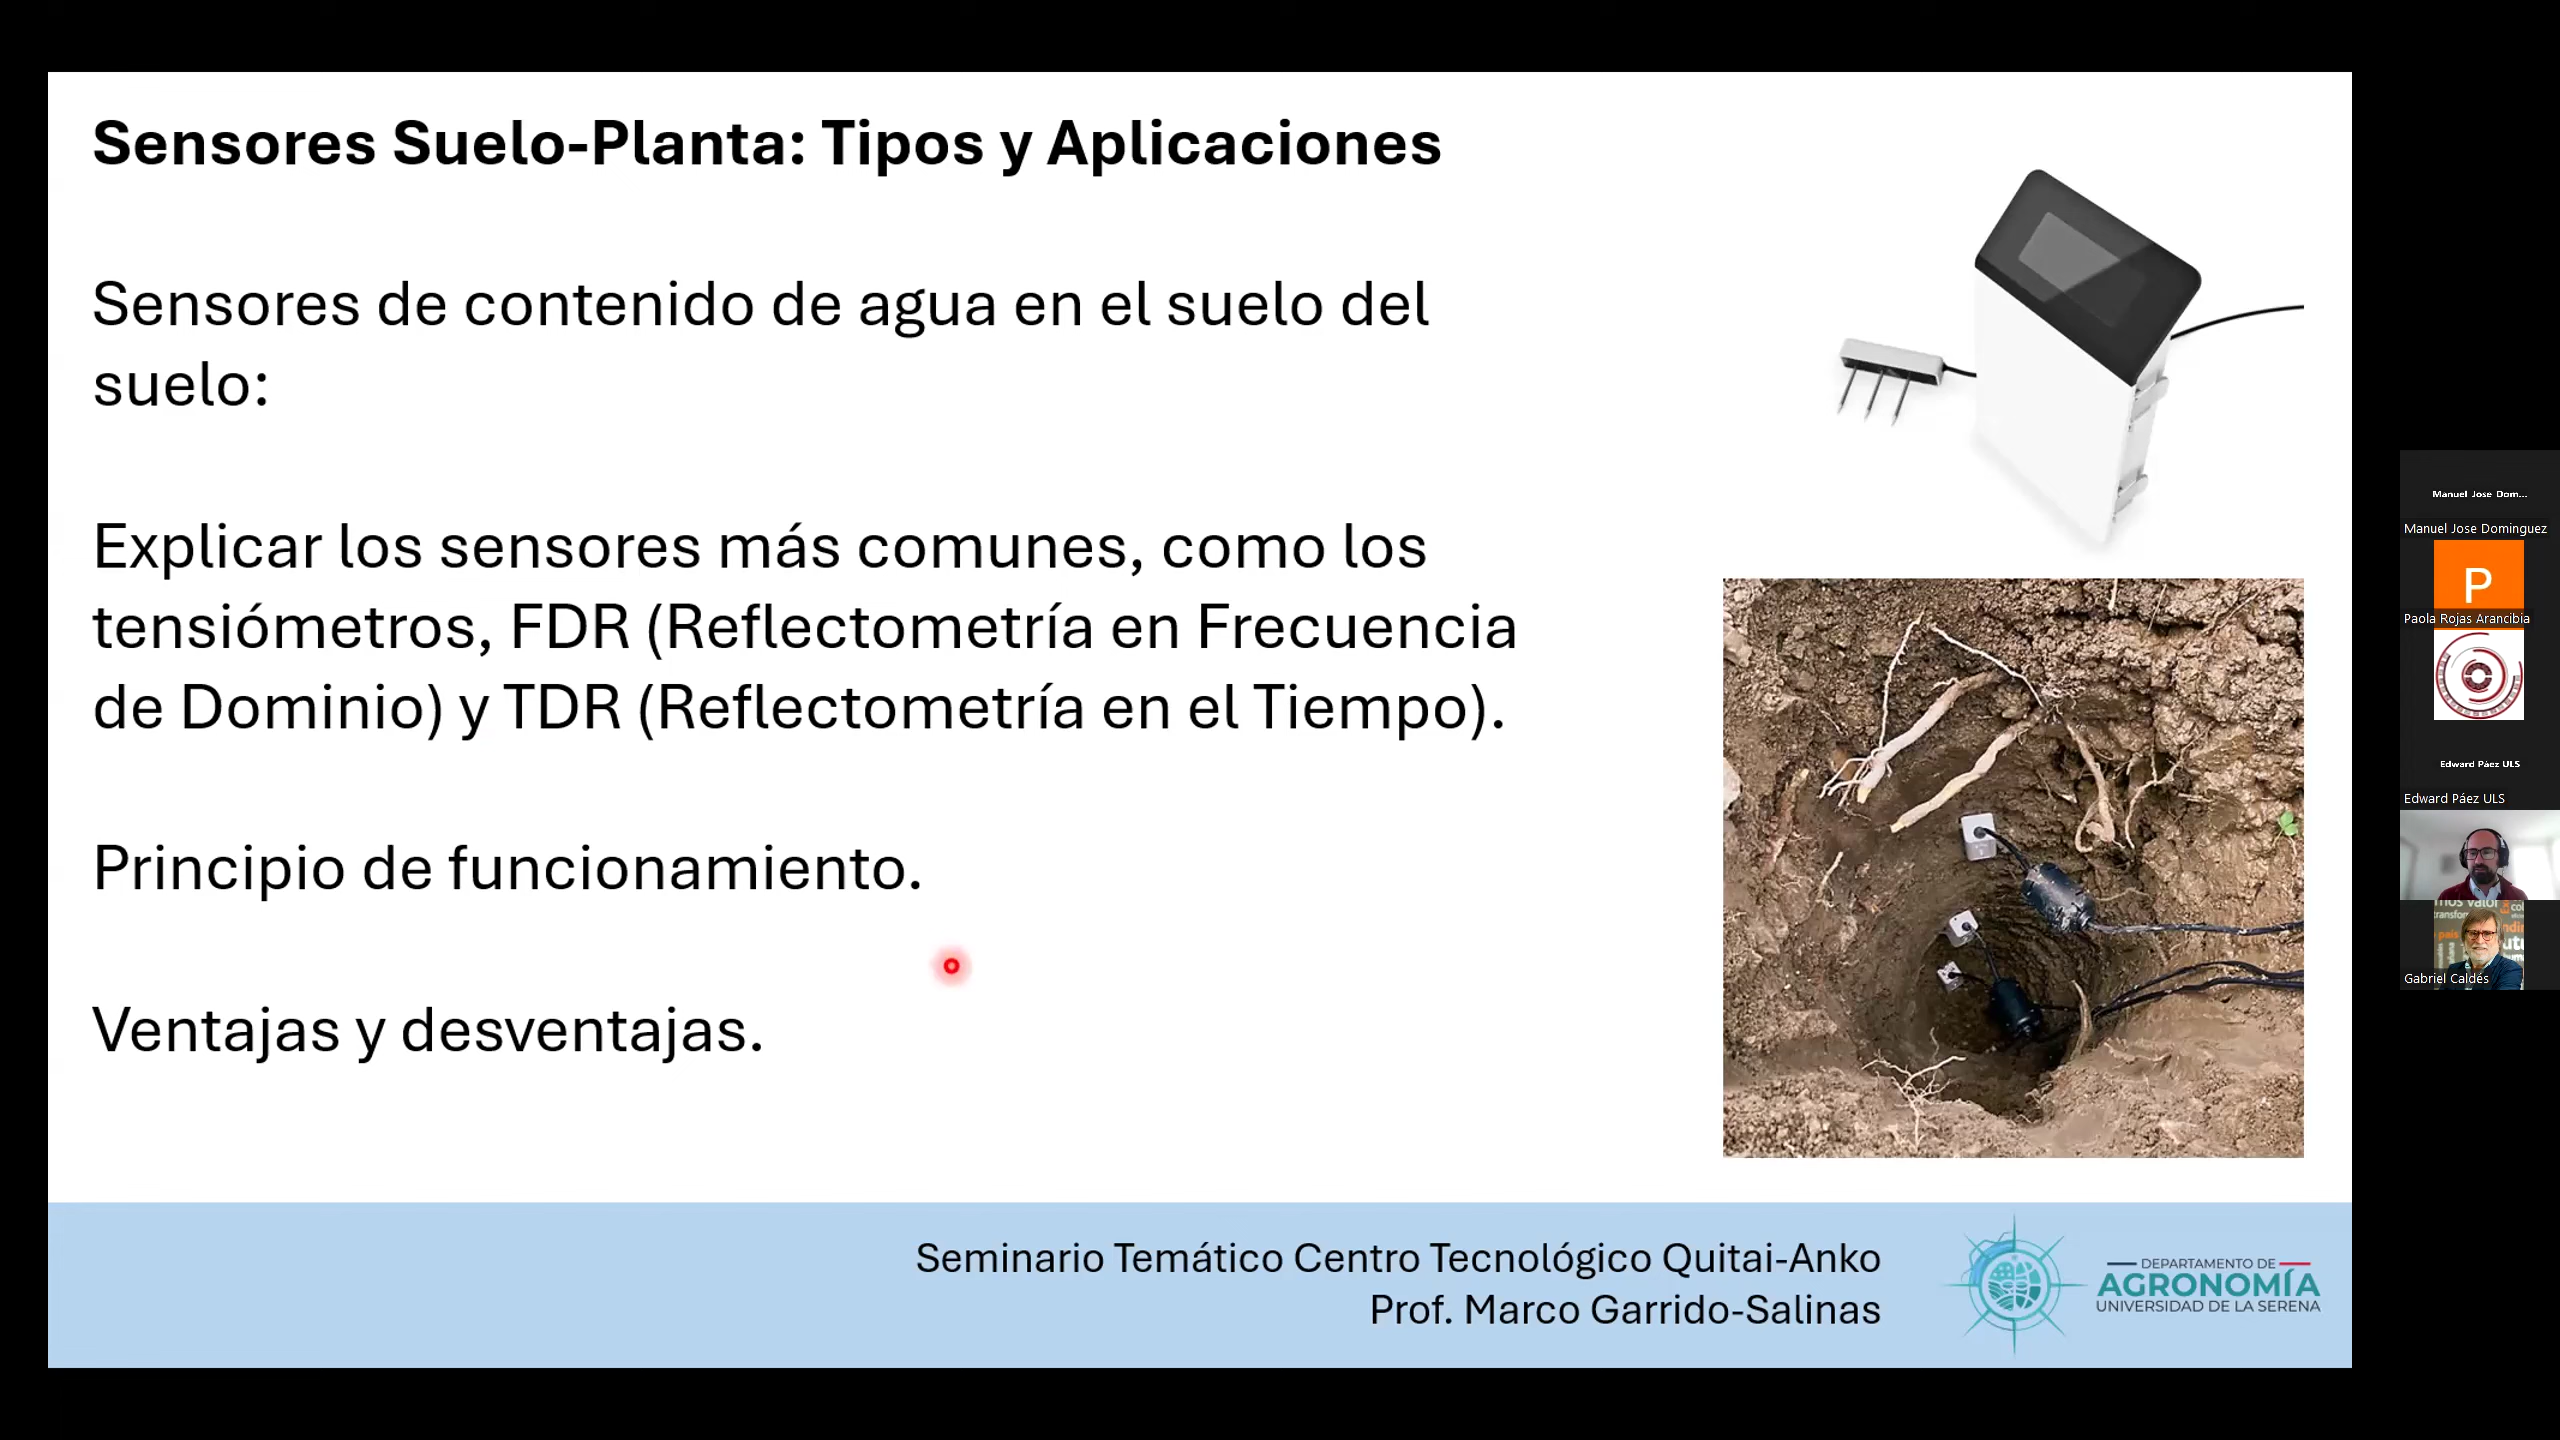 Sensores Suelo-Planta: Tipos y Aplicaciones
Sensores de contenido de agua en el suelo del
suelo:
Explicar los sensores más comunes, como los
tensiómetros, FDR (Reflectometría en Frecuencia
de Dominio) y TDR (Reflectometría en el Tiempo).
Principio de funcionamiento.
Ventajas y desventajas.
Seminario Temático Centro Tecnológico Quitai-Anko
Prof. Marco Garrido-Salinas
DEPARTAMENTO DE
AGRONOMÍA
UNIVERSIDAD DE LA SERENA
Manuel Jose Dom...
Manuel Jose Dominguez
P
Paola Rojas Arancibia
Edward Páez ULS
Edward Páez ULS
Gabriel Caldés